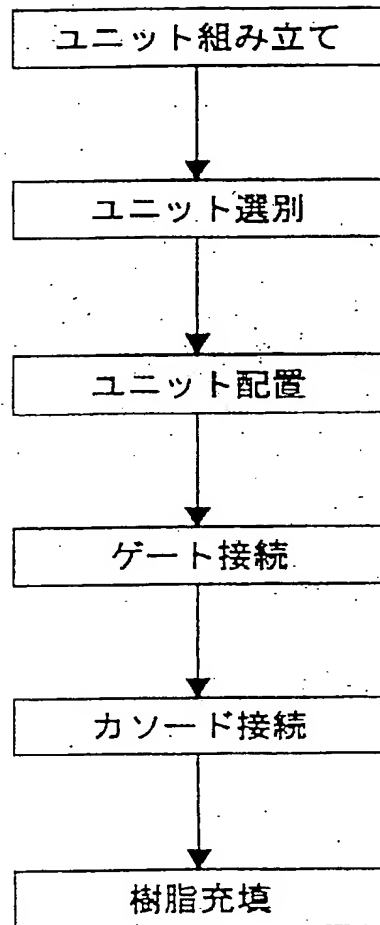 ユニット組み立て
ユニット選別
ユニット配置
ゲート接続
カソード接続
樹脂充填